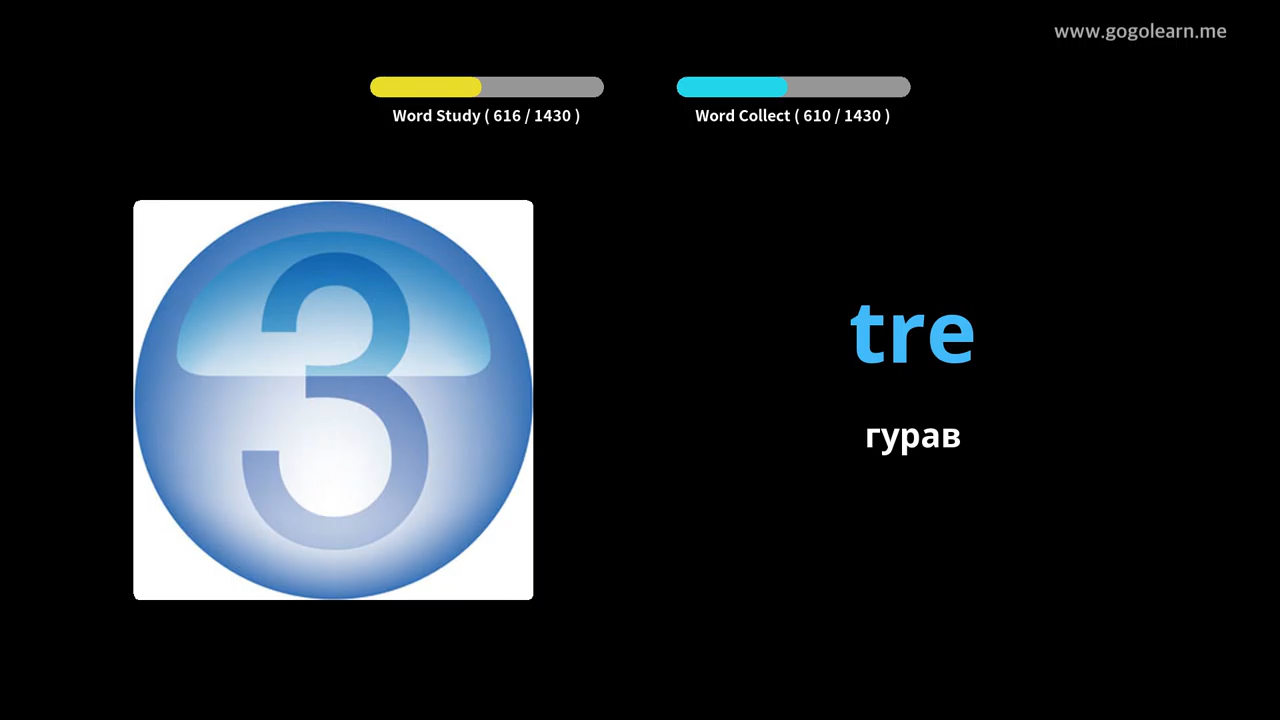 www.gogolearn.me
Word Study ( 616 / 1430 )
Word Collect ( 610 / 1430 )
3
tre
гурав